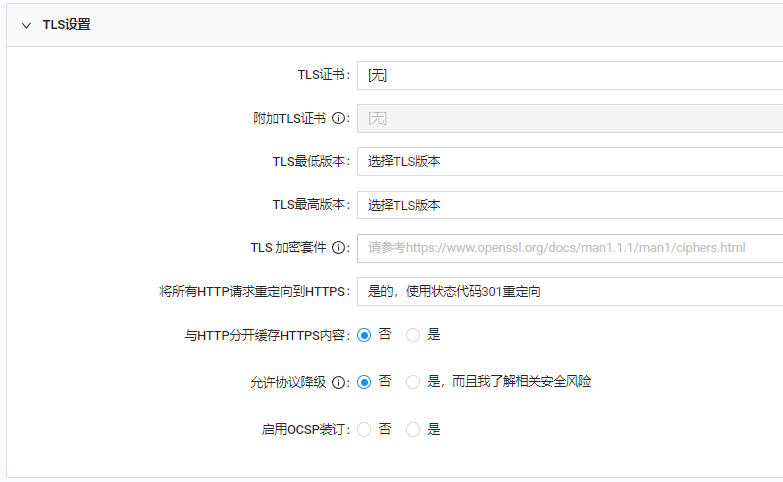 TLS设置
TLS证书: [无]
附加TLS证书 : [无]
TLS最低版本: 选择TLS版本
TLS最高版本: 选择TLS版本
TLS 加密套件 : 请参考https://www.openssl.org/docs/man1.1.1/man1/ciphers.html
将所有HTTP请求重定向到HTTPS: 是的，使用状态代码301重定向
与HTTP分开缓存HTTPS内容: 否 是
允许协议降级 : 否 是，而且我了解相关安全风险
启用OCSP装订: 否 是